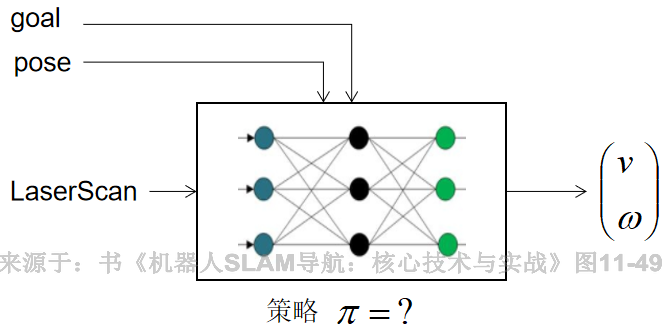 goal
pose
LaserScan
v
ω
来源于：书《机器人SLAM导航：核心技术与实战》图11-49
策略 π = ?